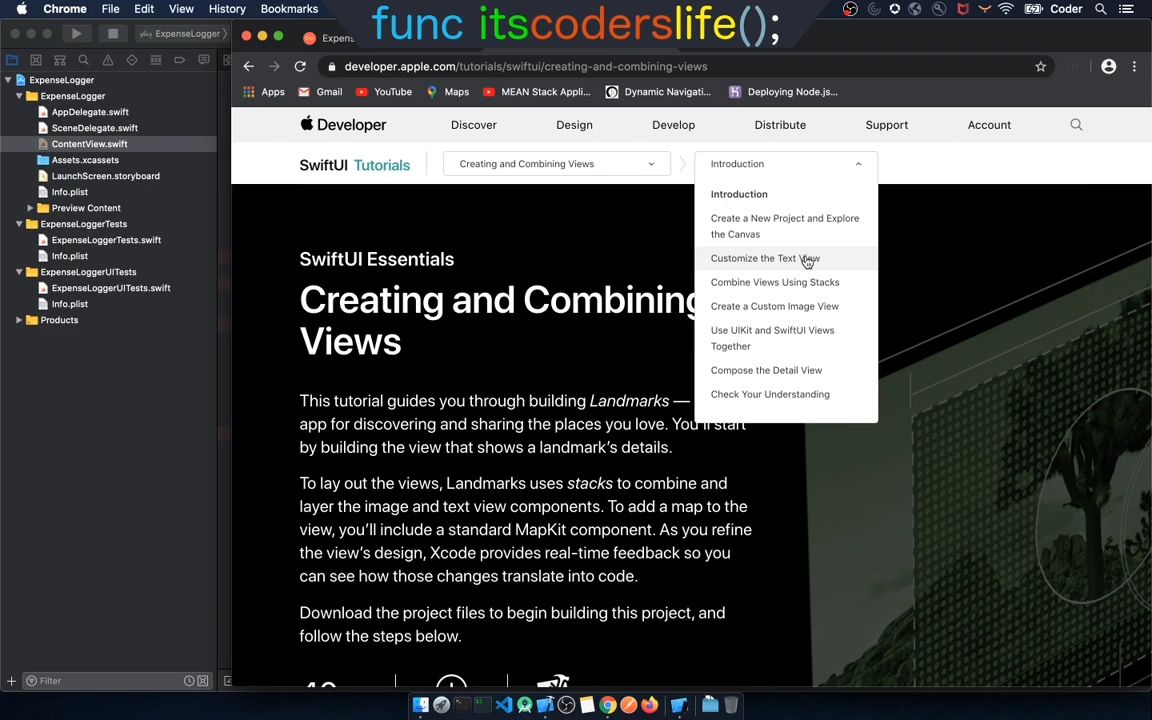 Chrome File Edit View History Bookmarks
Coder
func itscoderslife();
ExpenseLogger
Expens
developer.apple.com/tutorials/swiftui/creating-and-combining-views
Apps Gmail YouTube Maps MEAN Stack Appli... Dynamic Navigati... Deploying Node.js...
ExpenseLogger
ExpenseLogger
AppDelegate.swift
SceneDelegate.swift
ContentView.swift
Assets.xcassets
LaunchScreen.storyboard
Info.plist
Preview Content
ExpenseLoggerTests
ExpenseLoggerTests.swift
Info.plist
ExpenseLoggerUITests
ExpenseLoggerUITests.swift
Info.plist
Products
Filter
Developer Discover Design Develop Distribute Support Account
SwiftUI Tutorials Creating and Combining Views Introduction
Introduction
Create a New Project and Explore
the Canvas
Customize the Text View
Combine Views Using Stacks
Create a Custom Image View
Use UIKit and SwiftUI Views
Together
Compose the Detail View
Check Your Understanding
SwiftUI Essentials
Creating and Combining
Views
This tutorial guides you through building Landmarks —
app for discovering and sharing the places you love. You'll start
by building the view that shows a landmark's details.
To lay out the views, Landmarks uses stacks to combine and
layer the image and text view components. To add a map to the
view, you'll include a standard MapKit component. As you refine
the view's design, Xcode provides real-time feedback so you
can see how those changes translate into code.
Download the project files to begin building this project, and
follow the steps below.